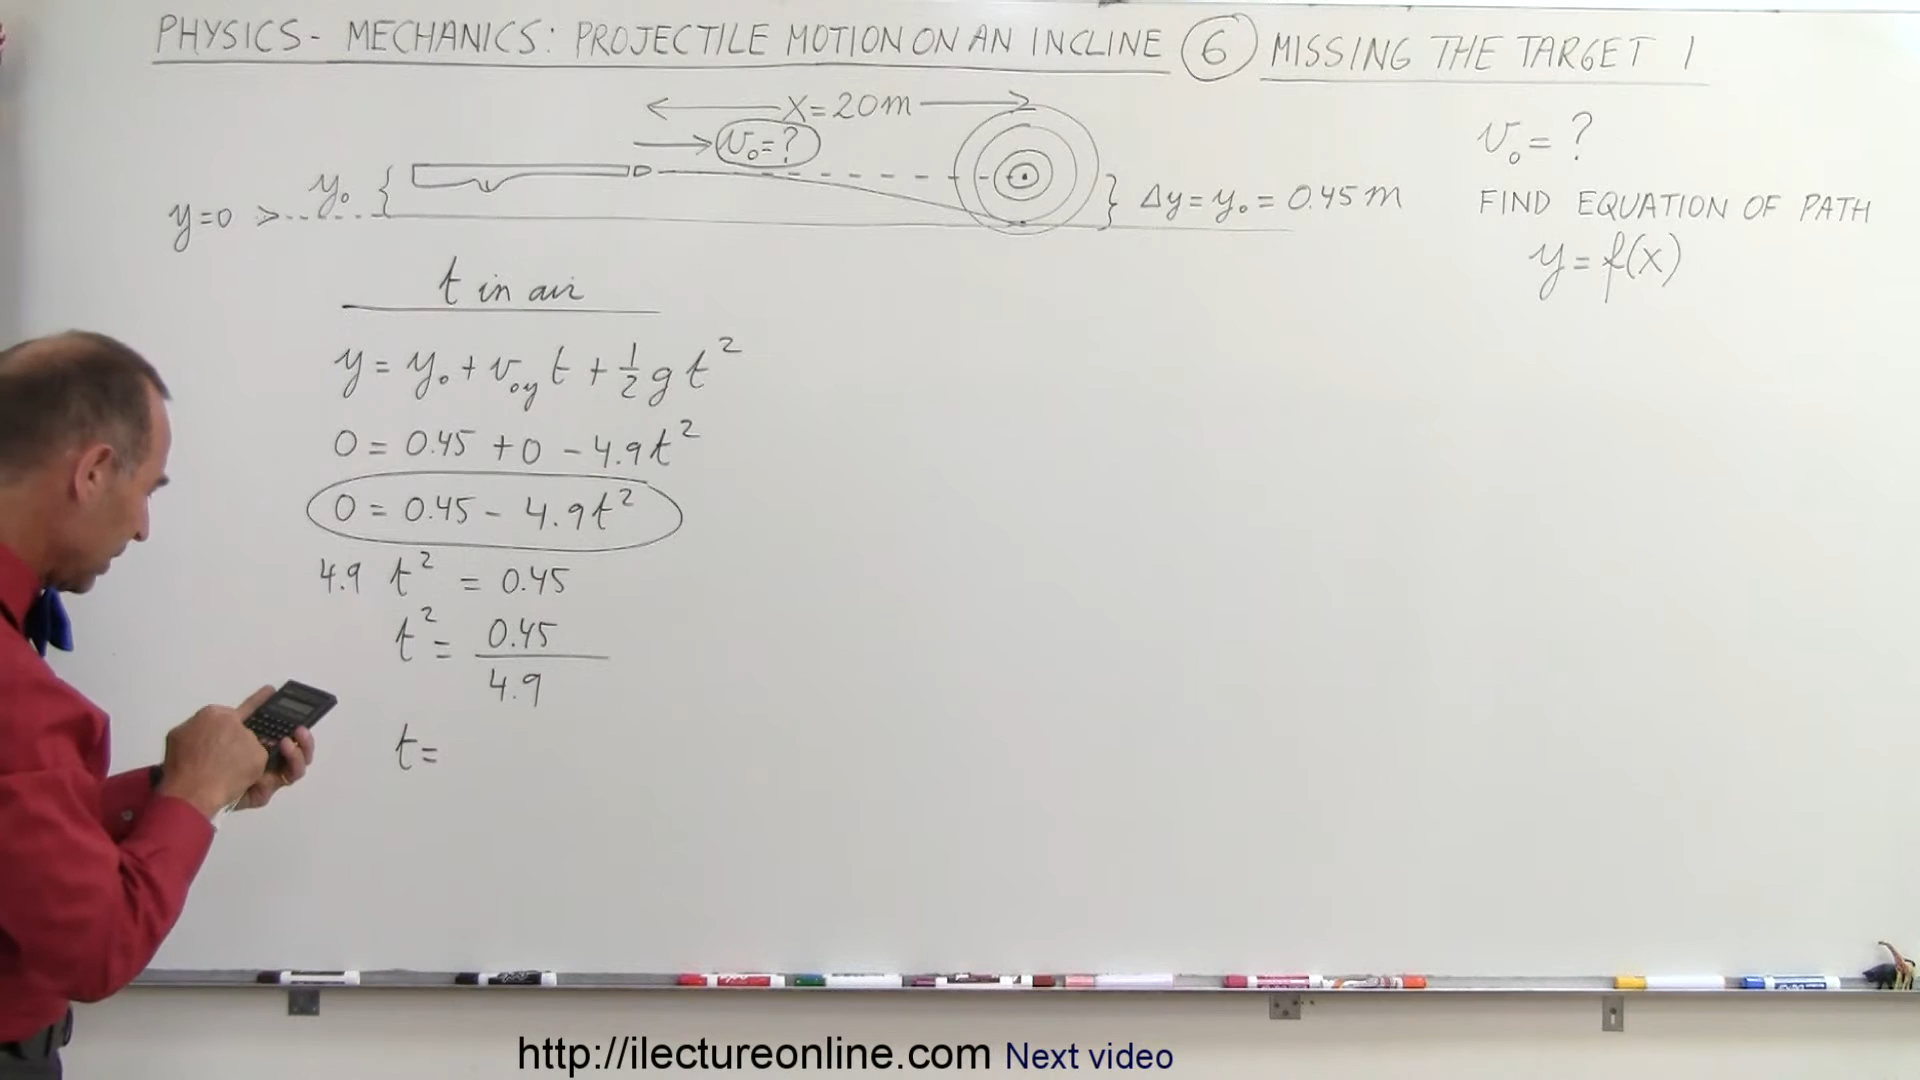 PHYSICS - MECHANICS: PROJECTILE MOTION ON AN INCLINE 6 MISSING THE TARGET 1
X=20m
v₀=?
y₀
y=0
Δy=y₀=0.45m
v₀=?
FIND EQUATION OF PATH
y=f(x)
t in air
y = y₀ + v₀y t + ½ g t²
0 = 0.45 + 0 - 4.9t²
0 = 0.45 - 4.9t²
4.9 t² = 0.45
t² = 0.45/4.9
t =
http://ilectureonline.com Next video